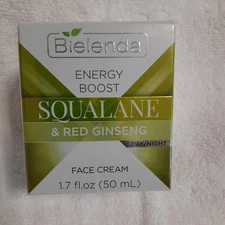 Bielenda
ENERGY
BOOST
SQUALANE
& RED GINSENG
DAY/NIGHT
FACE CREAM
1.7 fl.oz (50 mL)